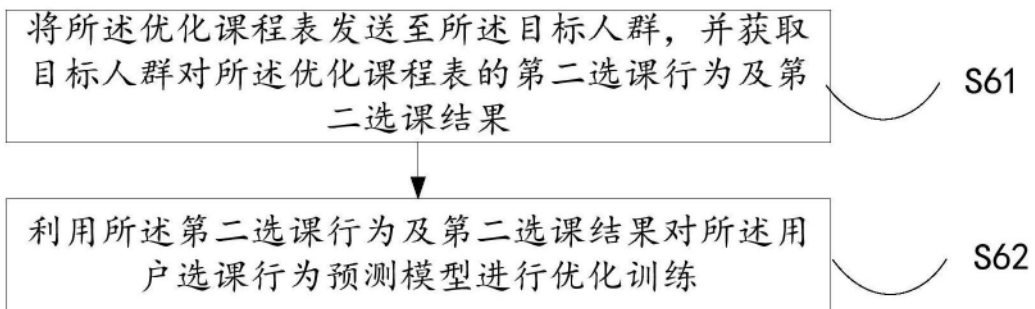 将所述优化课程表发送至所述目标人群，并获取
目标人群对所述优化课程表的第二选课行为及第
二选课结果
S61
利用所述第二选课行为及第二选课结果对所述用
户选课行为预测模型进行优化训练
S62